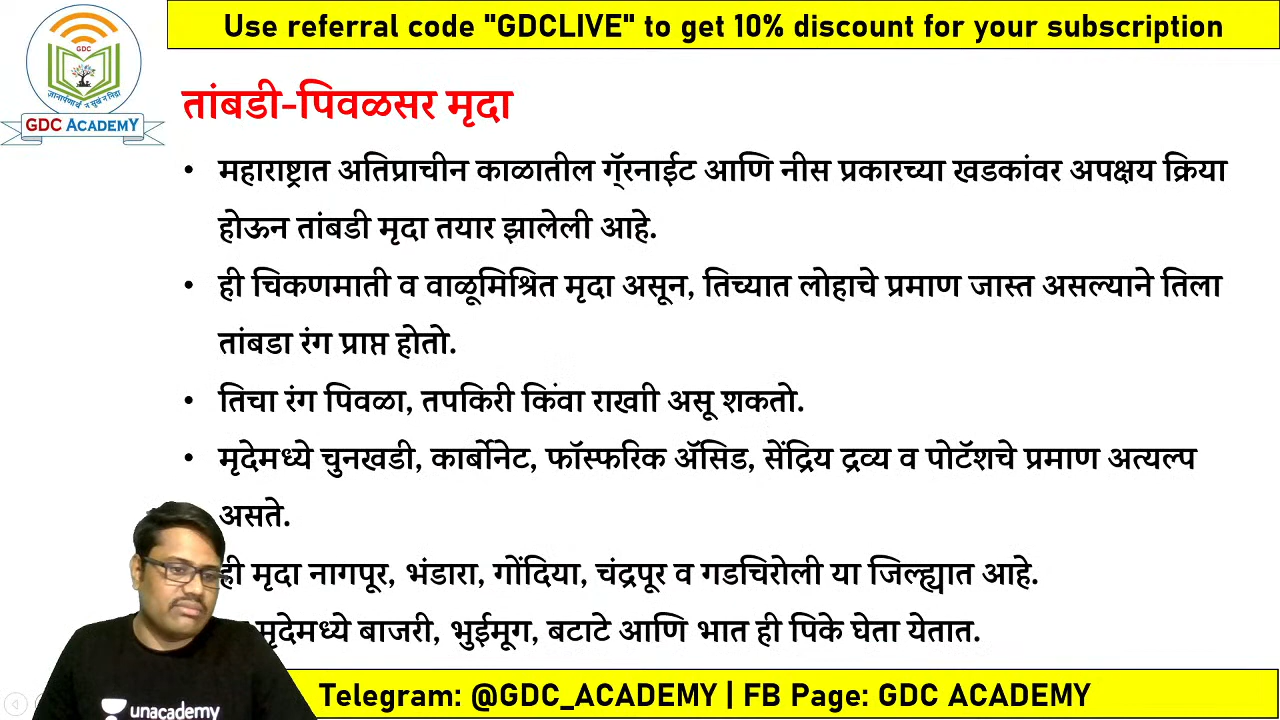 Use referral code "GDCLIVE" to get 10% discount for your subscription
GDC
GDC ACADEMY
तांबडी-पिवळसर मृदा
• महाराष्ट्रात अतिप्राचीन काळातील गॅ्रनाईट आणि नीस प्रकारच्या खडकांवर अपक्षय क्रिया
होऊन तांबडी मृदा तयार झालेली आहे.
• ही चिकणमाती व वाळूमिश्रित मृदा असून, तिच्यात लोहाचे प्रमाण जास्त असल्याने तिला
तांबडा रंग प्राप्त होतो.
• तिचा रंग पिवळा, तपकिरी किंवा राखाी असू शकतो.
• मृदेमध्ये चुनखडी, कार्बोनेट, फॉस्फरिक ॲसिड, सेंद्रिय द्रव्य व पोटॅशचे प्रमाण अत्यल्प
असते.
ही मृदा नागपूर, भंडारा, गोंदिया, चंद्रपूर व गडचिरोली या जिल्ह्यात आहे.
मृदेमध्ये बाजरी, भुईमूग, बटाटे आणि भात ही पिके घेता येतात.
unacademy
Telegram: @GDC_ACADEMY | FB Page: GDC ACADEMY